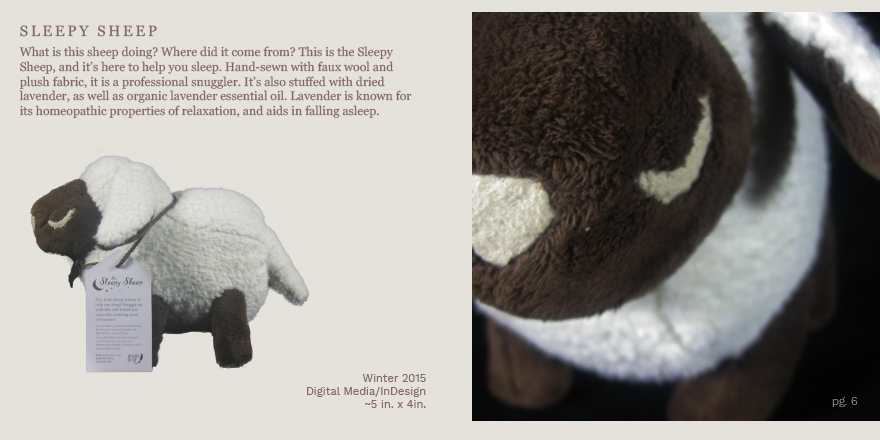 SLEEPY SHEEP
What is this sheep doing? Where did it come from? This is the Sleepy
Sheep, and it's here to help you sleep. Hand-sewn with faux wool and
plush fabric, it is a professional snuggler. It's also stuffed with dried
lavender, as well as organic lavender essential oil. Lavender is known for
its homeopathic properties of relaxation, and aids in falling asleep.
Sleepy Sheep
Winter 2015
Digital Media/InDesign
~5 in. x 4in.
pg. 6